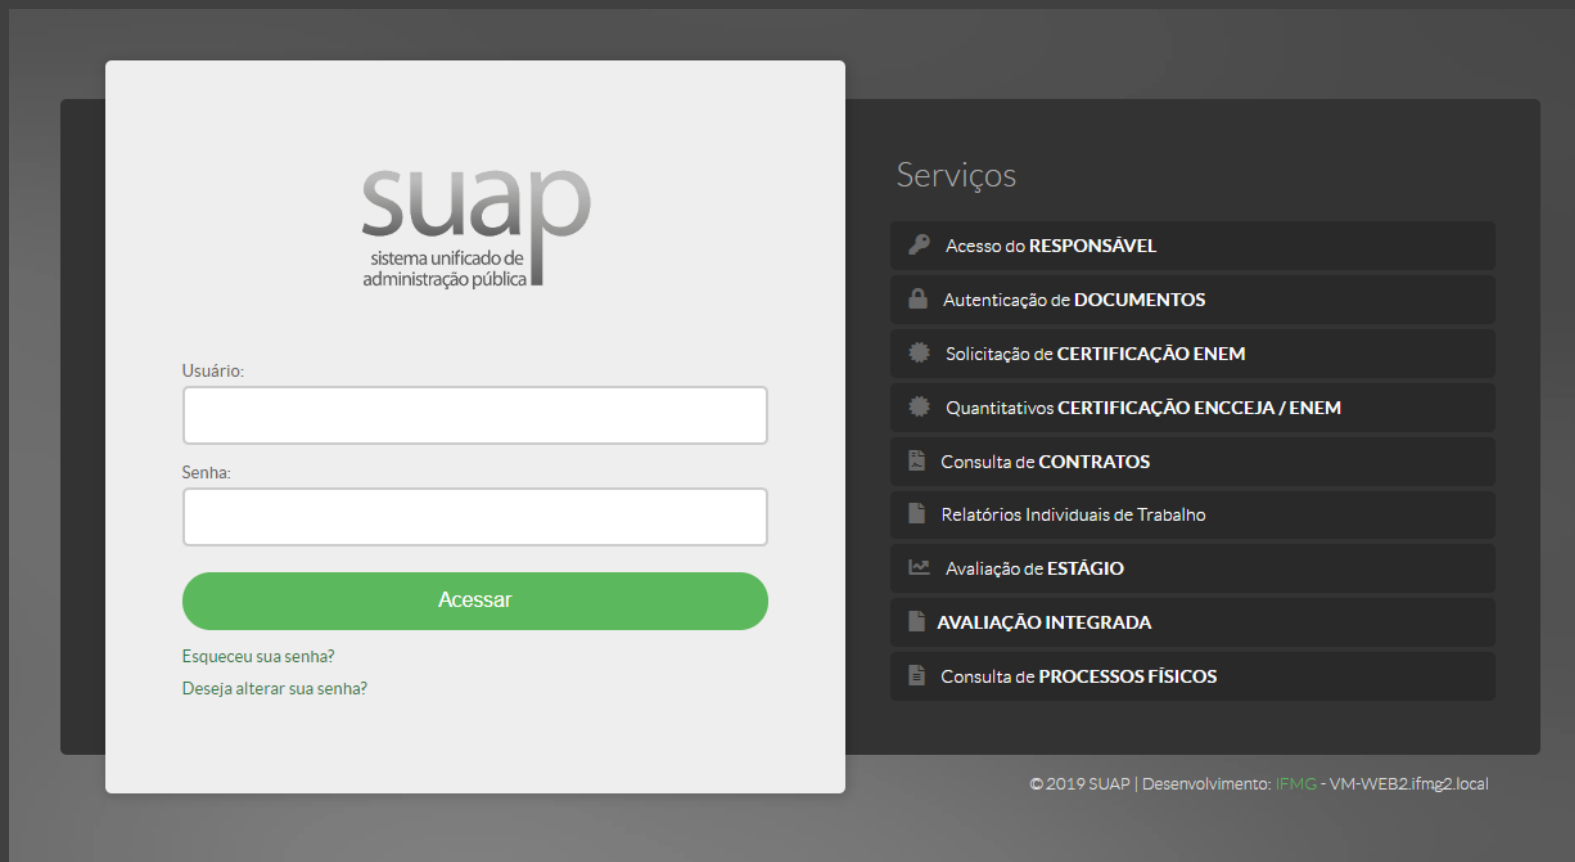 suap
sistema unificado de
administração pública
Usuário:
Senha:
Acessar
Esqueceu sua senha?
Deseja alterar sua senha?
Serviços
Acesso do RESPONSÁVEL
Autenticação de DOCUMENTOS
Solicitação de CERTIFICAÇÃO ENEM
Quantitativos CERTIFICAÇÃO ENCCEJA / ENEM
Consulta de CONTRATOS
Relatórios Individuais de Trabalho
Avaliação de ESTÁGIO
AVALIAÇÃO INTEGRADA
Consulta de PROCESSOS FÍSICOS
© 2019 SUAP | Desenvolvimento: IFMG - VM-WEB2.ifmg2.local